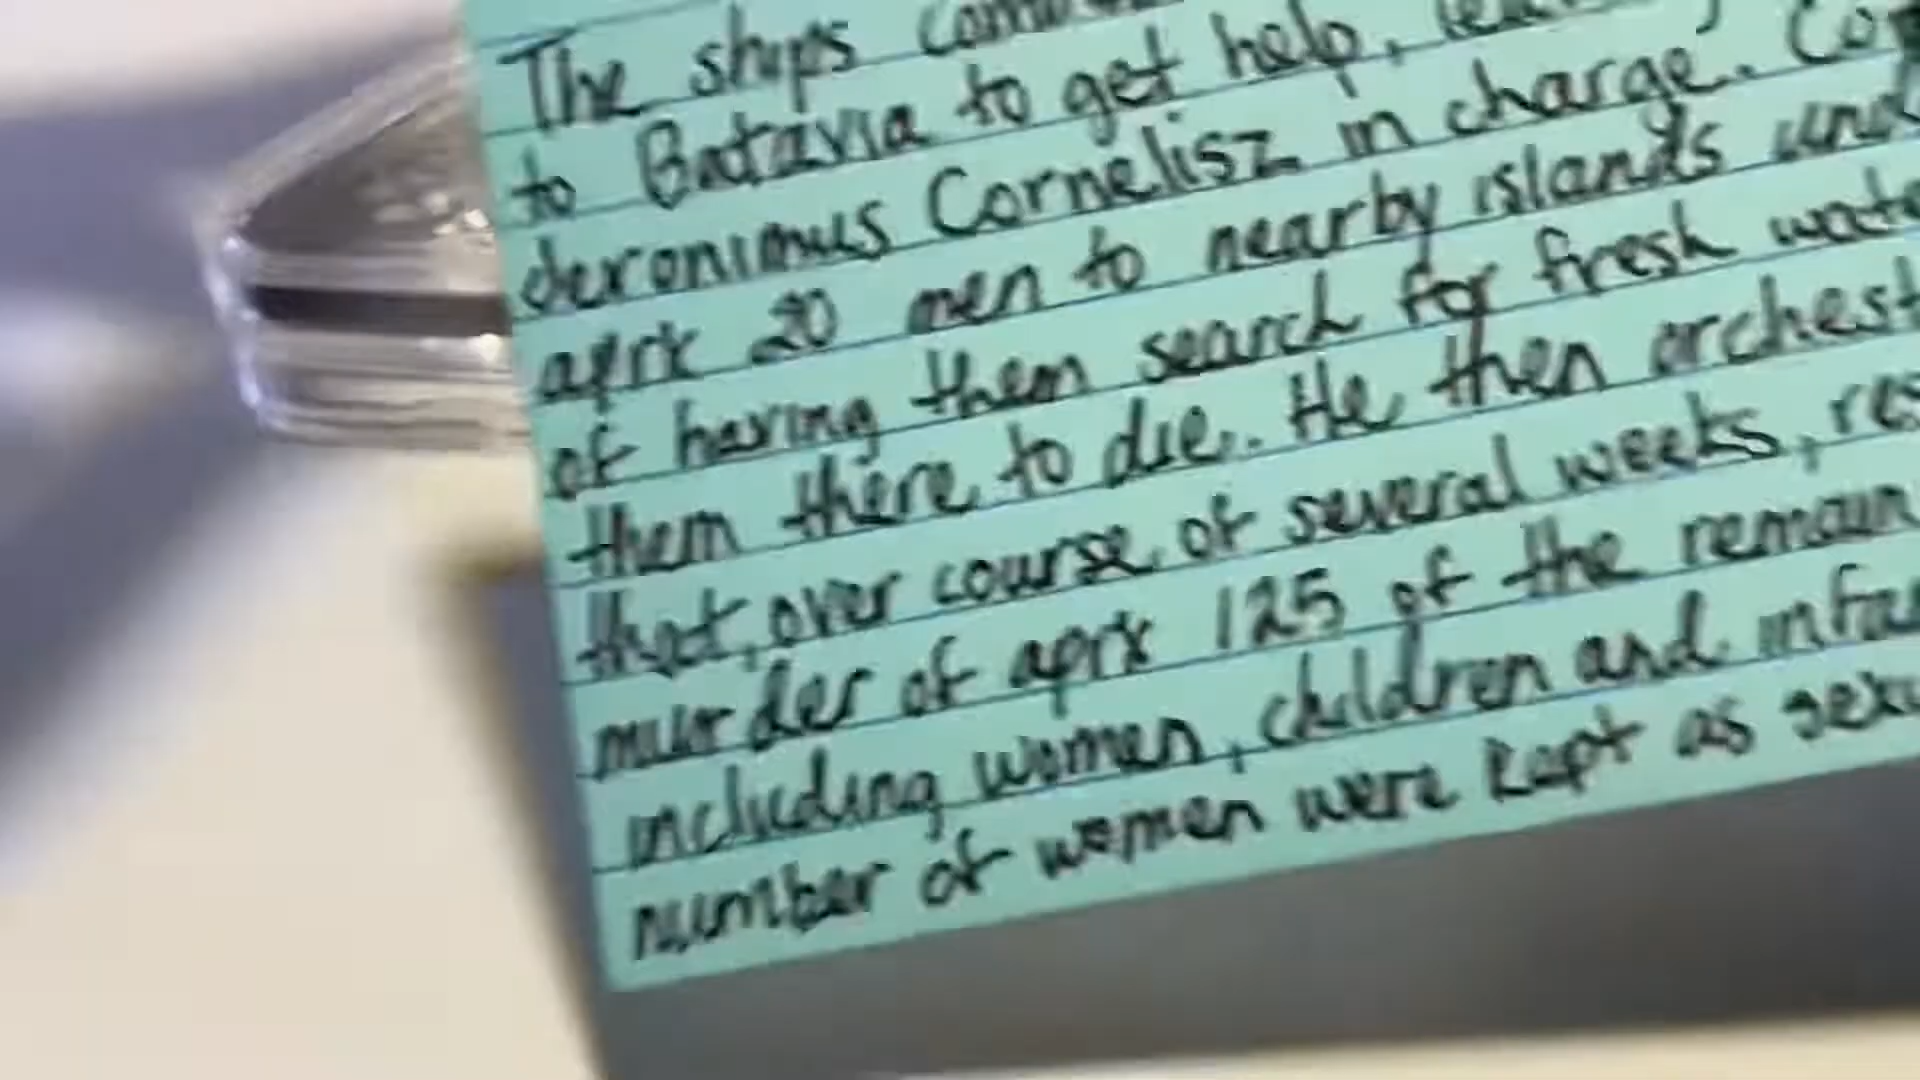 The ships
to Batavia to get help,
Jeronimus Cornelisz in charge.
aprx 20 men to nearby islands
of having them search for fresh
them there to die. He then
that, over course of several weeks,
murder of aprx 125 of the
including women, children and
number of women were kept as